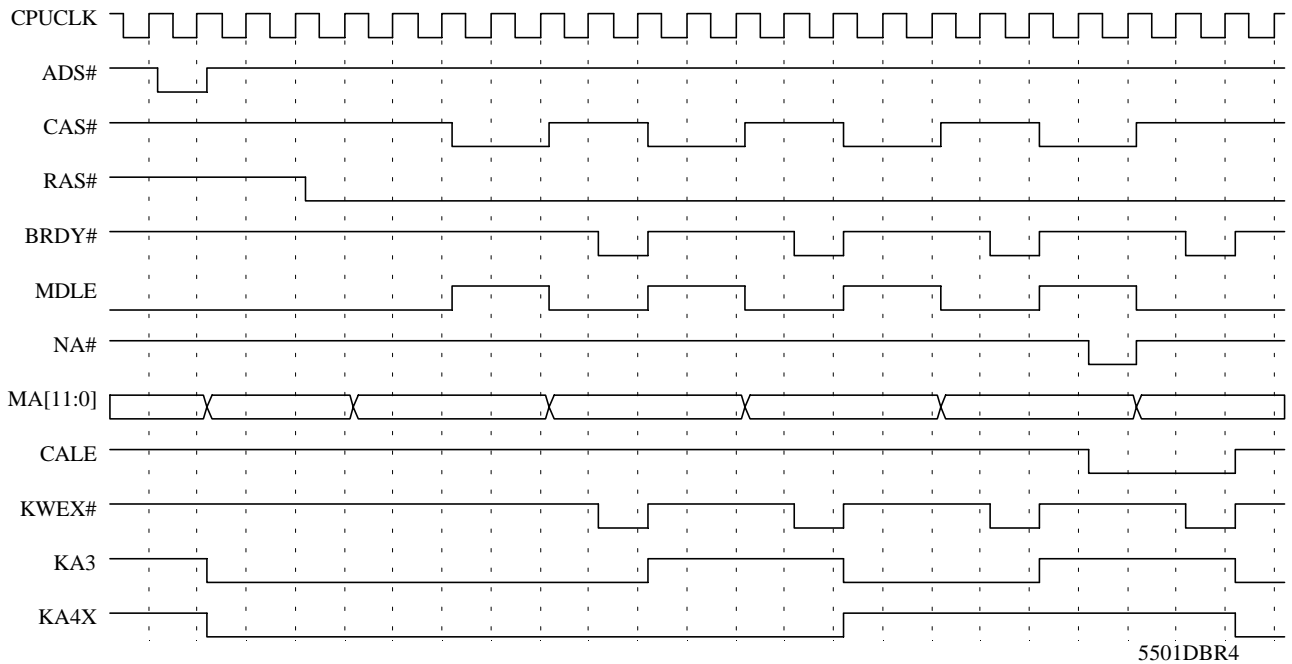 CPUCLK
ADS#
CAS#
RAS#
BRDY#
MDLE
NA#
MA[11:0]
CALE
KWEX#
KA3
KA4X
5501DBR4